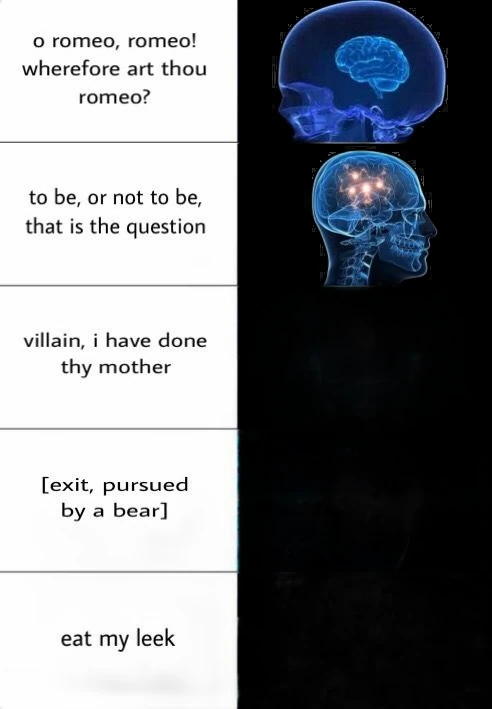 o romeo, romeo!
wherefore art thou
romeo?
to be, or not to be,
that is the question
villain, i have done
thy mother
[exit, pursued
by a bear]
eat my leek